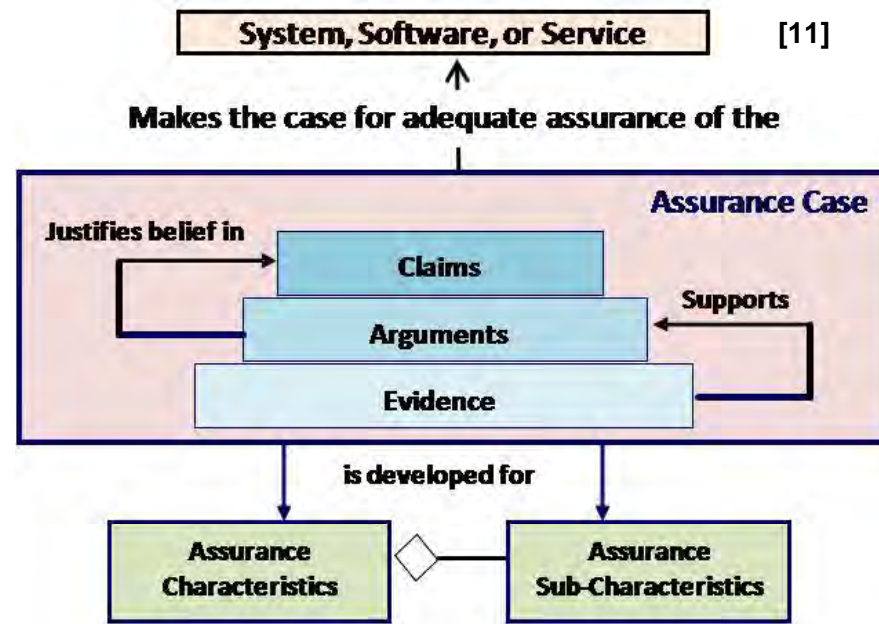 System, Software, or Service [11]
Makes the case for adequate assurance of the
Assurance Case
Justifies belief in
Claims
Supports
Arguments
Evidence
is developed for
Assurance
Characteristics
Assurance
Sub-Characteristics